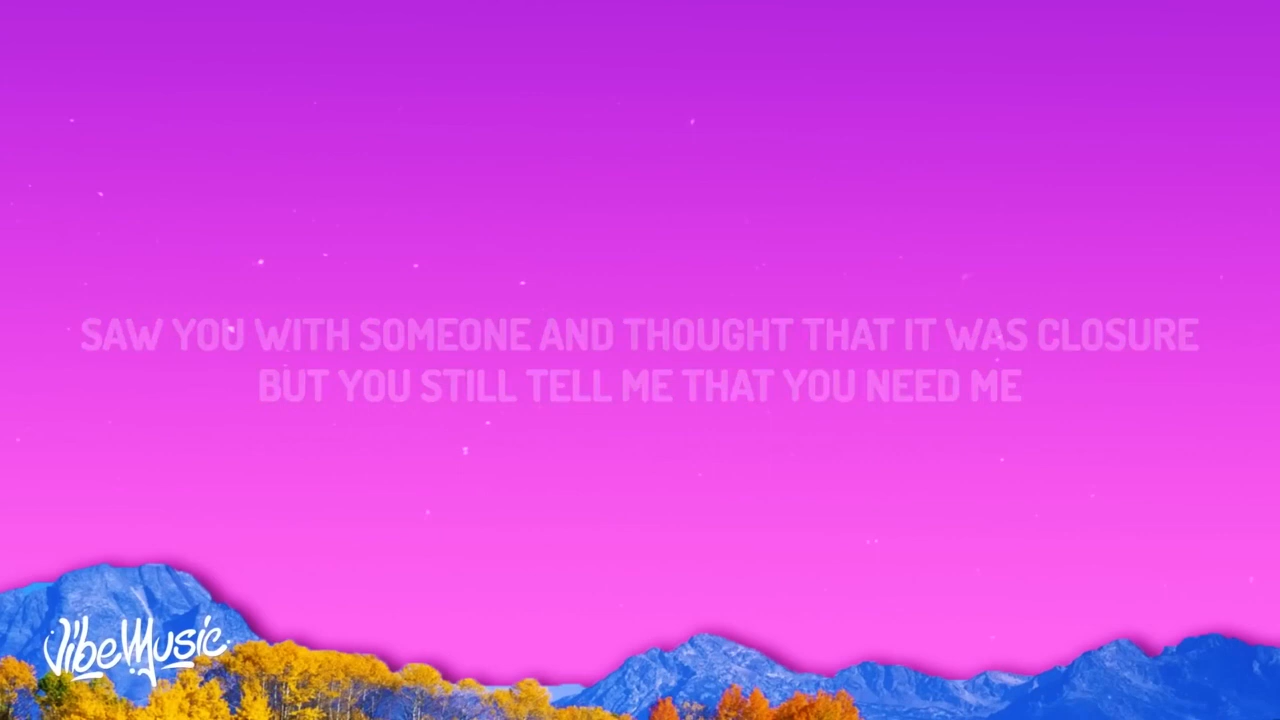 SAW YOU WITH SOMEONE AND THOUGHT THAT IT WAS CLOSURE
BUT YOU STILL TELL ME THAT YOU NEED ME
VibeMusic